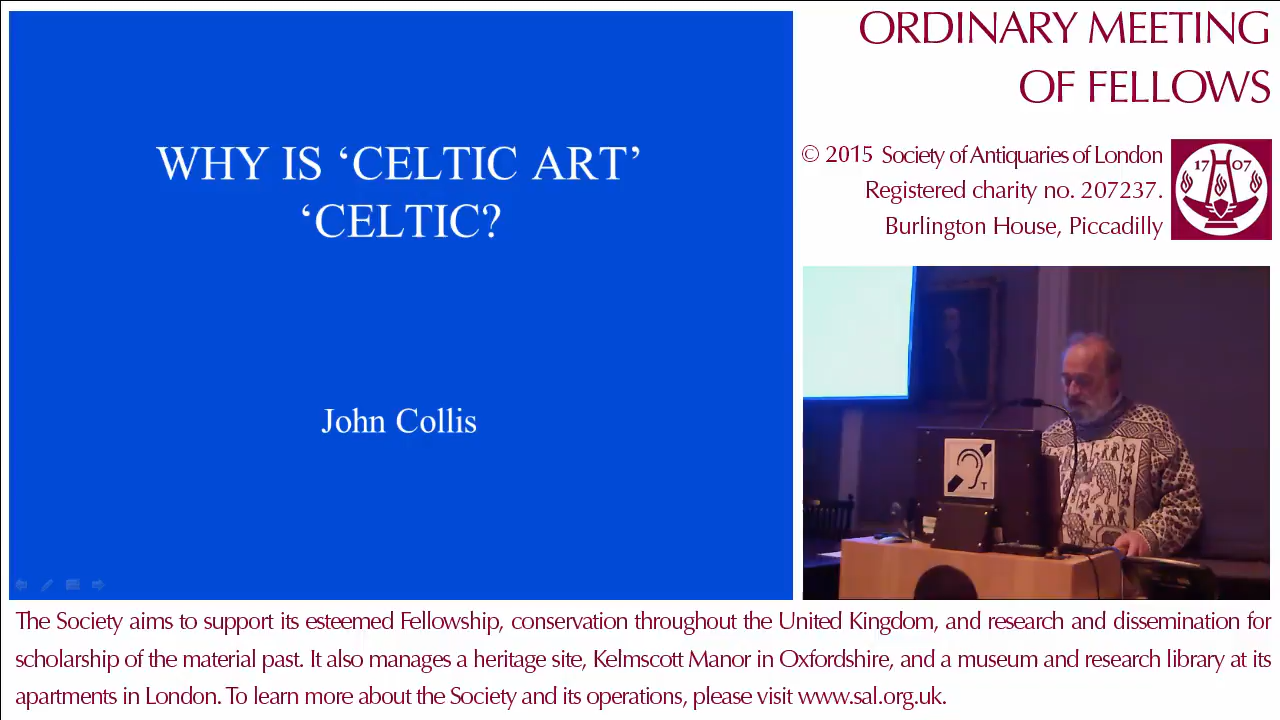 WHY IS ‘CELTIC ART’
‘CELTIC?
John Collis
ORDINARY MEETING
OF FELLOWS
© 2015 Society of Antiquaries of London
Registered charity no. 207237.
Burlington House, Piccadilly
17 07
T
The Society aims to support its esteemed Fellowship, conservation throughout the United Kingdom, and research and dissemination for
scholarship of the material past. It also manages a heritage site, Kelmscott Manor in Oxfordshire, and a museum and research library at its
apartments in London. To learn more about the Society and its operations, please visit www.sal.org.uk.